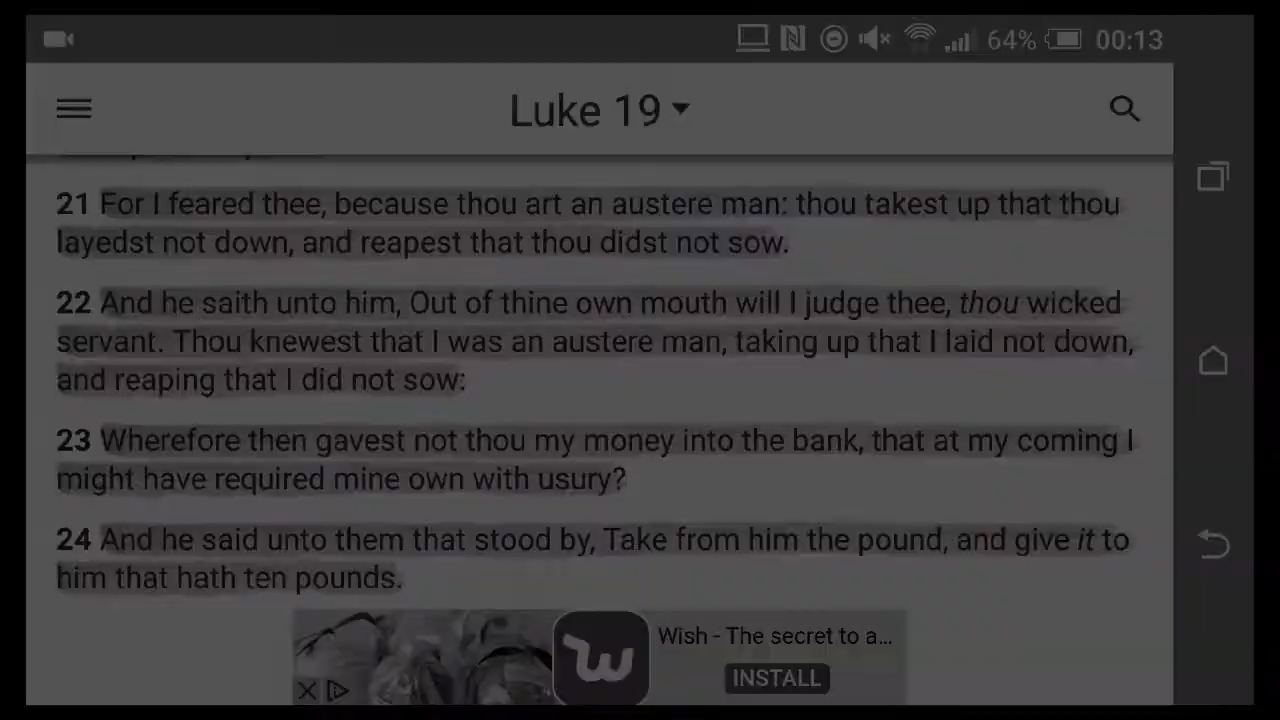 64% 00:13
Luke 19
21 For I feared thee, because thou art an austere man: thou takest up that thou
layedst not down, and reapest that thou didst not sow.
22 And he saith unto him, Out of thine own mouth will I judge thee, thou wicked
servant. Thou knewest that I was an austere man, taking up that I laid not down,
and reaping that I did not sow:
23 Wherefore then gavest not thou my money into the bank, that at my coming I
might have required mine own with usury?
24 And he said unto them that stood by, Take from him the pound, and give it to
him that hath ten pounds.
Wish - The secret to a...
INSTALL